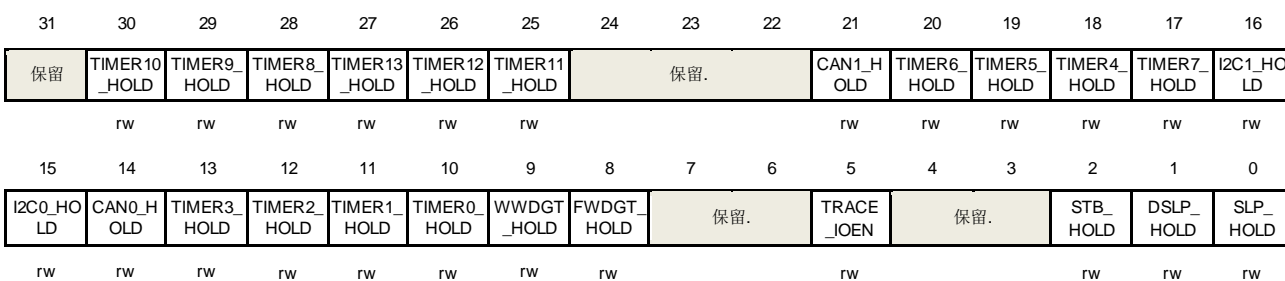 31 30 29 28 27 26 25 24 23 22 21 20 19 18 17 16
保留 TIMER10_HOLD TIMER9_HOLD TIMER8_HOLD TIMER13_HOLD TIMER12_HOLD TIMER11_HOLD 保留. CAN1_HOLD TIMER6_HOLD TIMER5_HOLD TIMER4_HOLD TIMER7_HOLD I2C1_HOLD
rw rw rw rw rw rw rw rw rw rw rw rw
15 14 13 12 11 10 9 8 7 6 5 4 3 2 1 0
I2C0_HOLD CAN0_HOLD TIMER3_HOLD TIMER2_HOLD TIMER1_HOLD TIMER0_HOLD WWDGT_HOLD FWDGT_HOLD 保留. TRACE_IOEN 保留. STB_HOLD DSLP_HOLD SLP_HOLD
rw rw rw rw rw rw rw rw rw rw rw rw